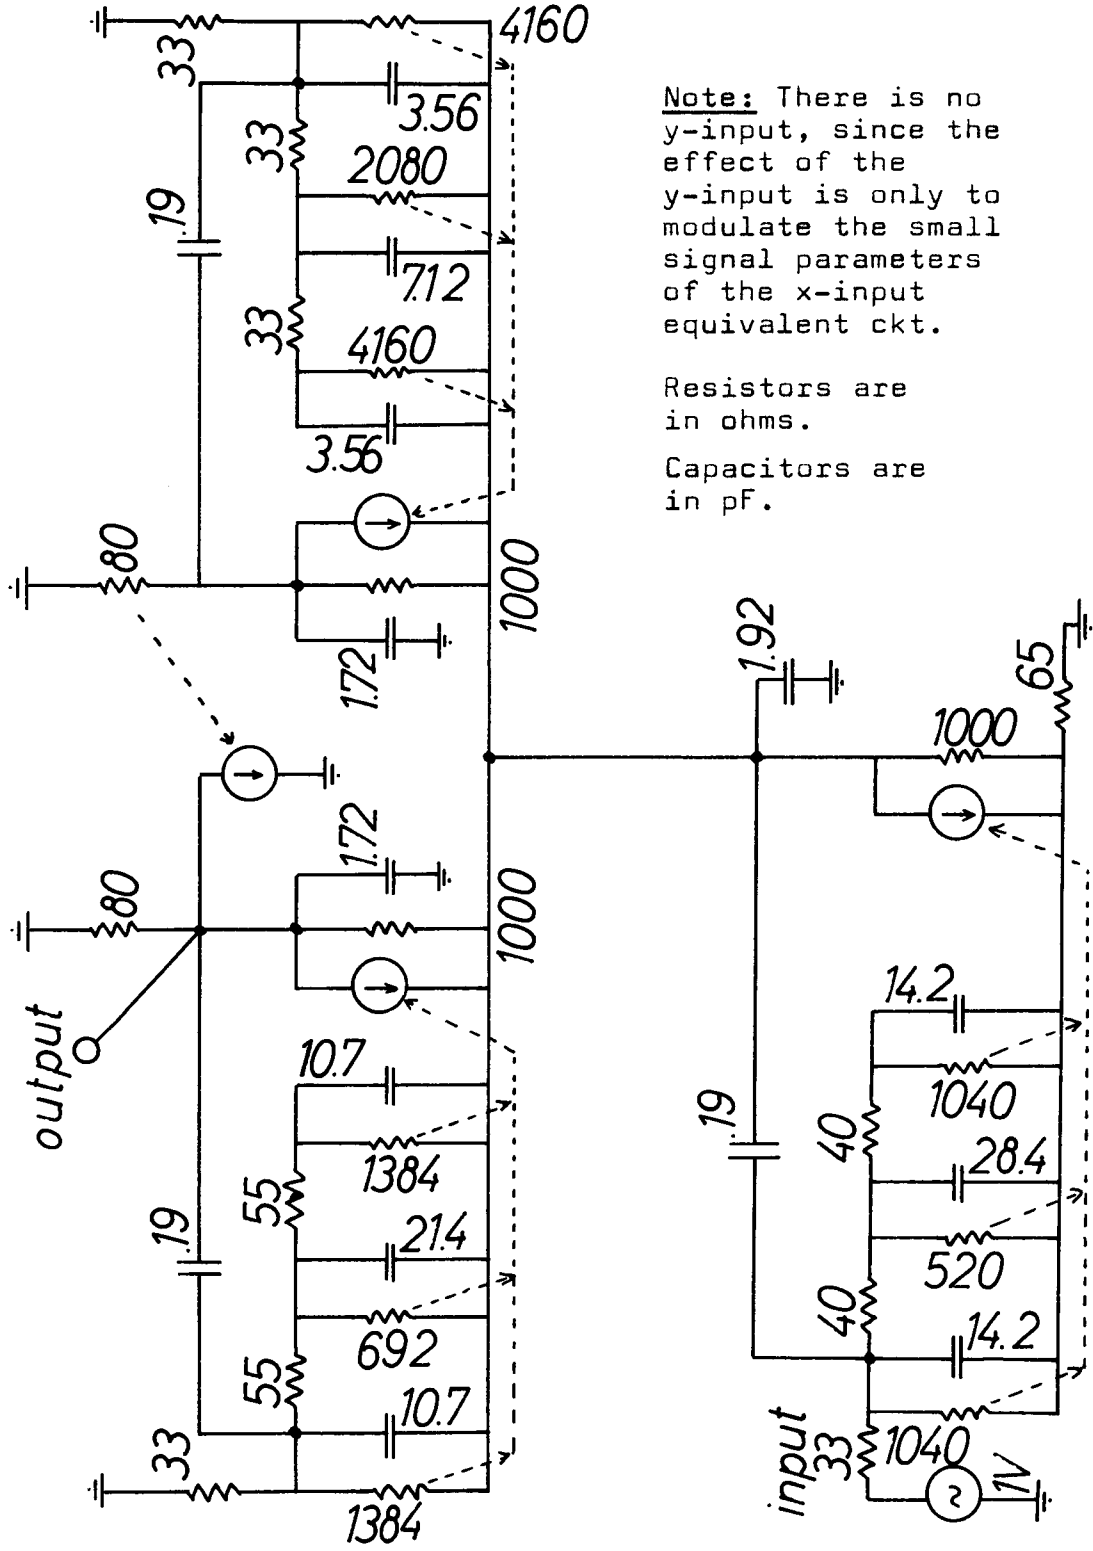 4160
33
3.56
33
2080
.19
7.12
33
4160
3.56
80
1000
1.72
Note: There is no
y-input, since the
effect of the
y-input is only to
modulate the small
signal parameters
of the x-input
equivalent ckt.
Resistors are
in ohms.
Capacitors are
in pF.
1.92
65
1000
1.72
80
1000
output
10.7
1384
55
.19
21.4
692
55
10.7
33
1384
14.2
1040
.19
40
28.4
520
40
14.2
input
33
1040
1V